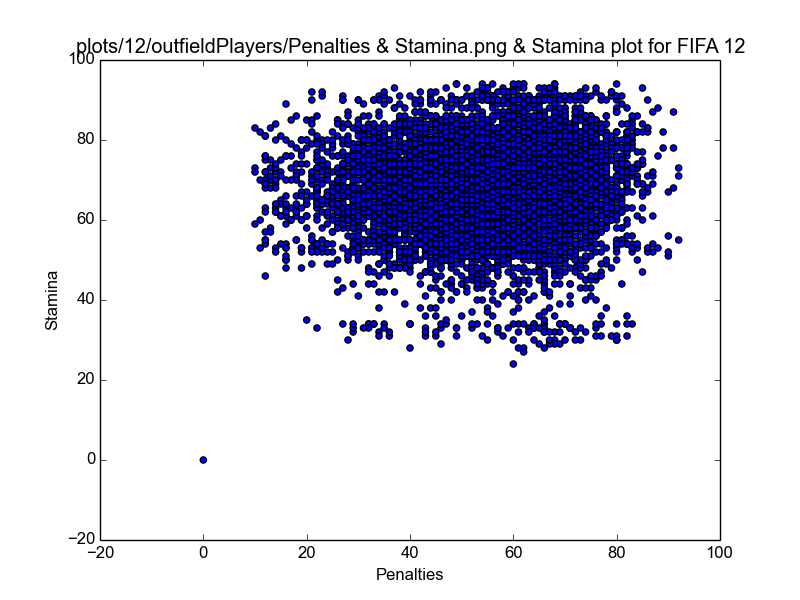 plots/12/outfieldPlayers/Penalties & Stamina.png & Stamina plot for FIFA 12
100
80
60
40
20
0
−20
Stamina
−20 0 20 40 60 80 100
Penalties